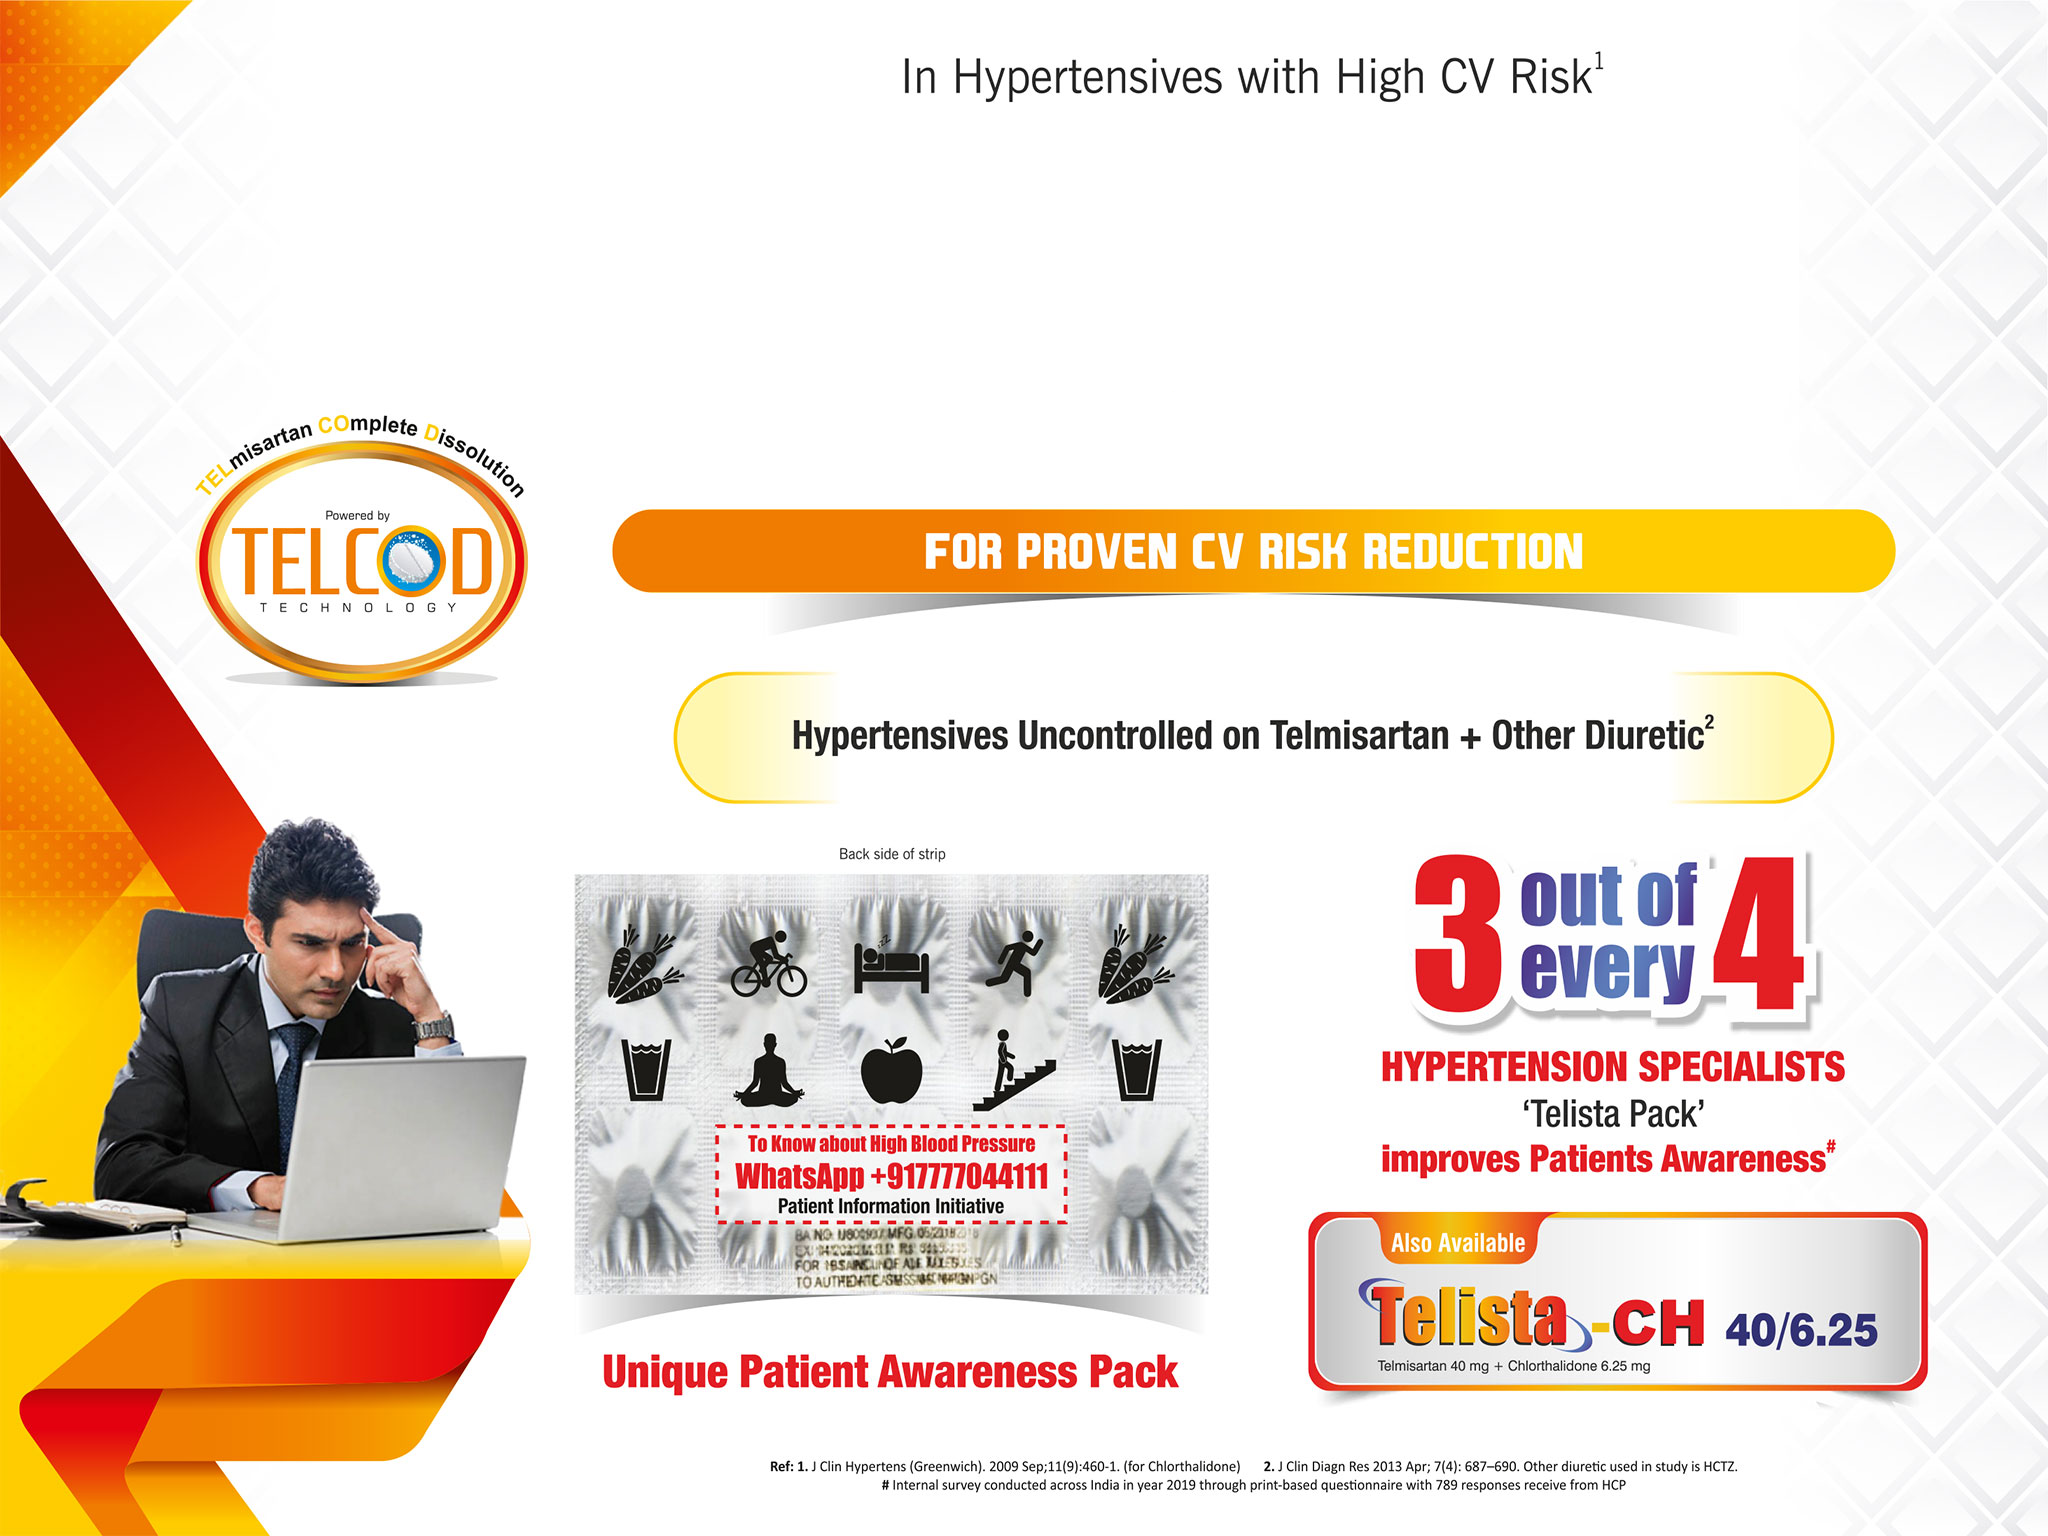 In Hypertensives with High CV Risk1
TELmisartan COmplete Dissolution
Powered by
TELCOD
TECHNOLOGY
FOR PROVEN CV RISK REDUCTION
Hypertensives Uncontrolled on Telmisartan + Other Diuretic2
Back side of strip
zzz
To Know about High Blood Pressure
WhatsApp +917777044111
Patient Information Initiative
Unique Patient Awareness Pack
3 out of every 4
HYPERTENSION SPECIALISTS
‘Telista Pack’
improves Patients Awareness#
Also Available
Telista-CH 40/6.25
Telmisartan 40 mg + Chlorthalidone 6.25 mg
Ref: 1. J Clin Hypertens (Greenwich). 2009 Sep;11(9):460-1. (for Chlorthalidone) 2. J Clin Diagn Res 2013 Apr; 7(4): 687–690. Other diuretic used in study is HCTZ.
# Internal survey conducted across India in year 2019 through print-based questionnaire with 789 responses receive from HCP